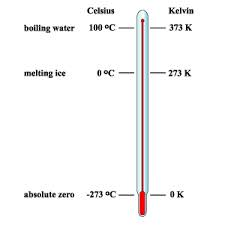 Celsius Kelvin
boiling water 100 ºC 373 K
melting ice 0 ºC 273 K
absolute zero -273 ºC 0 K